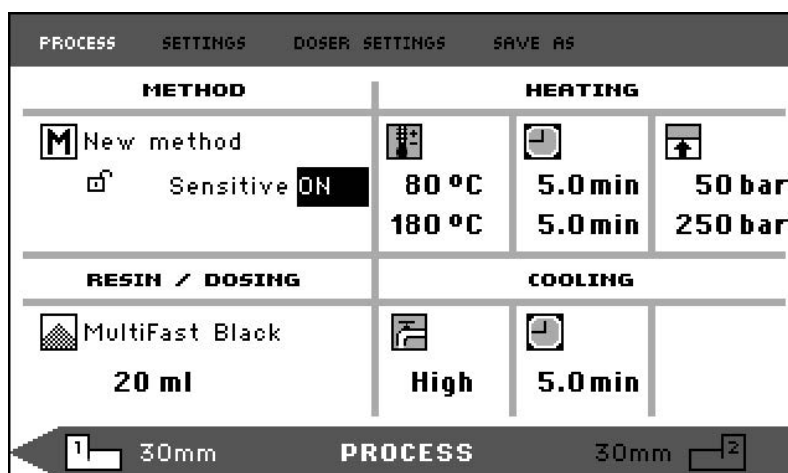 PROCESS SETTINGS DOSER SETTINGS SAVE AS
METHOD HEATING
M New method
Sensitive ON 80 ºC 5.0 min 50 bar
180 ºC 5.0 min 250 bar
RESIN / DOSING COOLING
MultiFast Black
20 ml High 5.0 min
1 30mm PROCESS 30mm 2